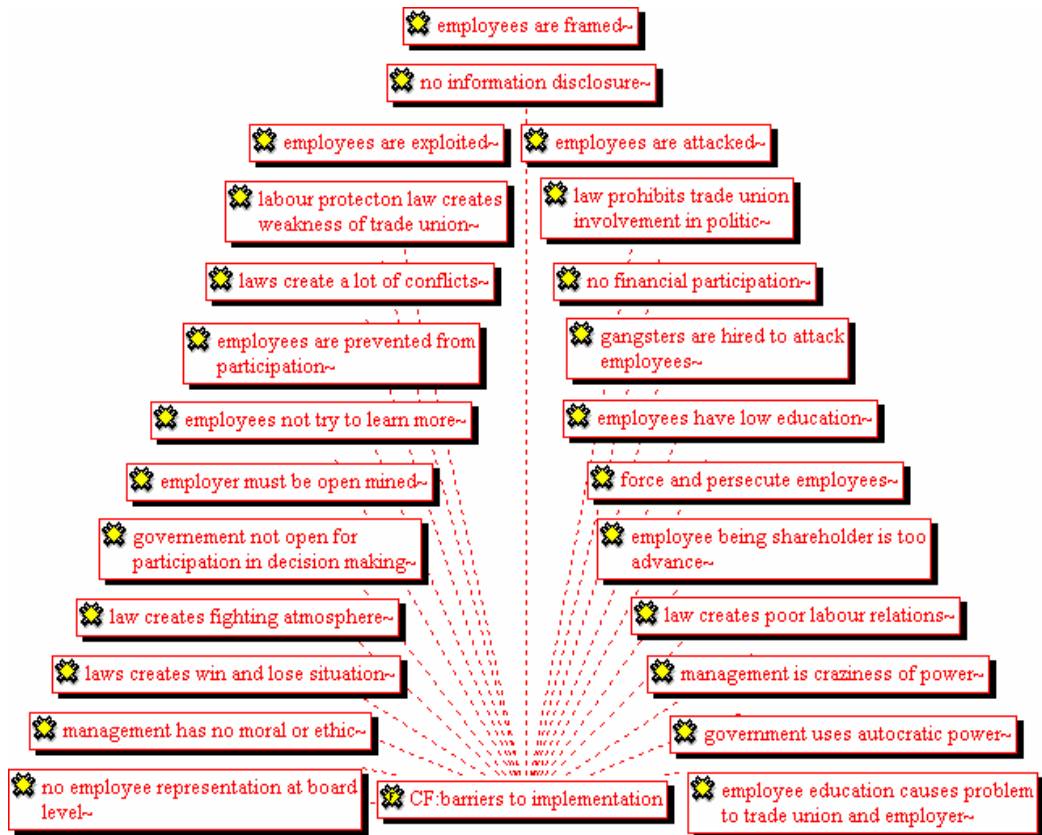 employees are framed~
no information disclosure~
employees are exploited~
employees are attacked~
labour protecton law creates
weakness of trade union~
law prohibits trade union
involvement in politic~
laws create a lot of conflicts~
no financial participation~
employees are prevented from
participation~
gangsters are hired to attack
employees~
employees not try to learn more~
employees have low education~
employer must be open mined~
force and persecute employees~
governement not open for
participation in decision making~
employee being shareholder is too
advance~
law creates fighting atmosphere~
law creates poor labour relations~
laws creates win and lose situation~
management is craziness of power~
management has no moral or ethic~
government uses autocratic power~
no employee representation at board
level~
CF:barriers to implementation
employee education causes problem
to trade union and employer~